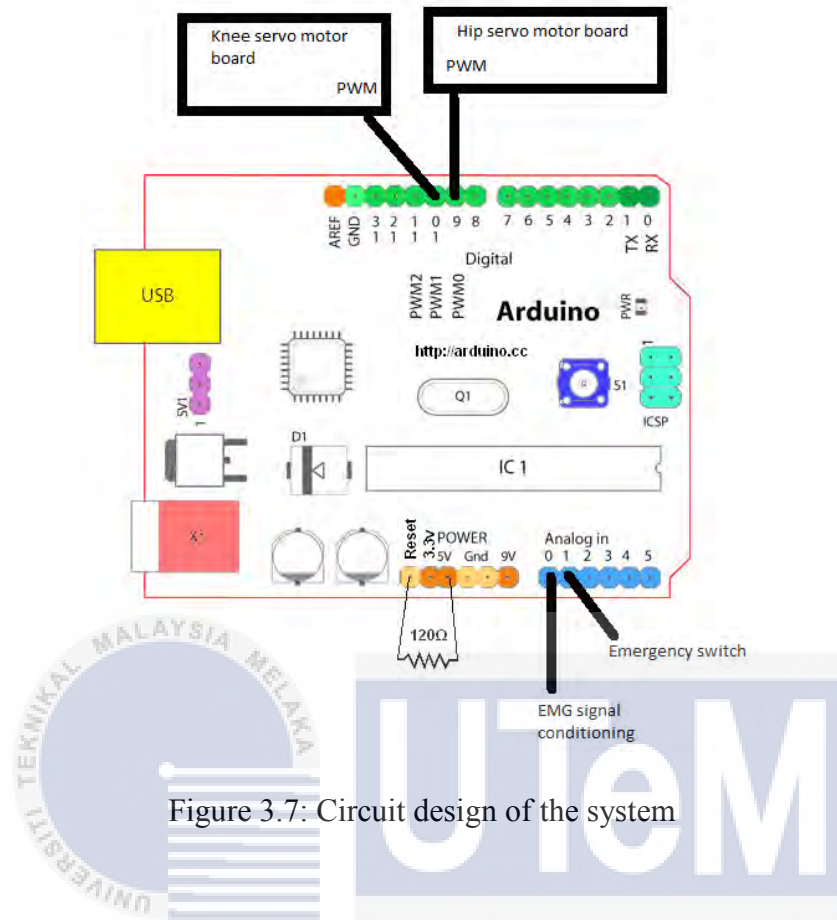 Knee servo motor
board
PWM
Hip servo motor board
PWM
AREF
GND
13
12
11
10
9
8
7
6
5
4
3
2
1
0
TX
RX
Digital
PWM2
PWM1
PWM0
USB
Arduino
PWR
http://arduino.cc
SV1
1
Q1
S1
1
ICSP
D1
IC 1
X1
Reset
3.3V
POWER
5V Gnd 9V
Analog in
0 1 2 3 4 5
120Ω
Emergency switch
EMG signal
conditioning
UNIVERSITI TEKNIKAL MALAYSIA MELAKA
UTeM
Figure 3.7: Circuit design of the system